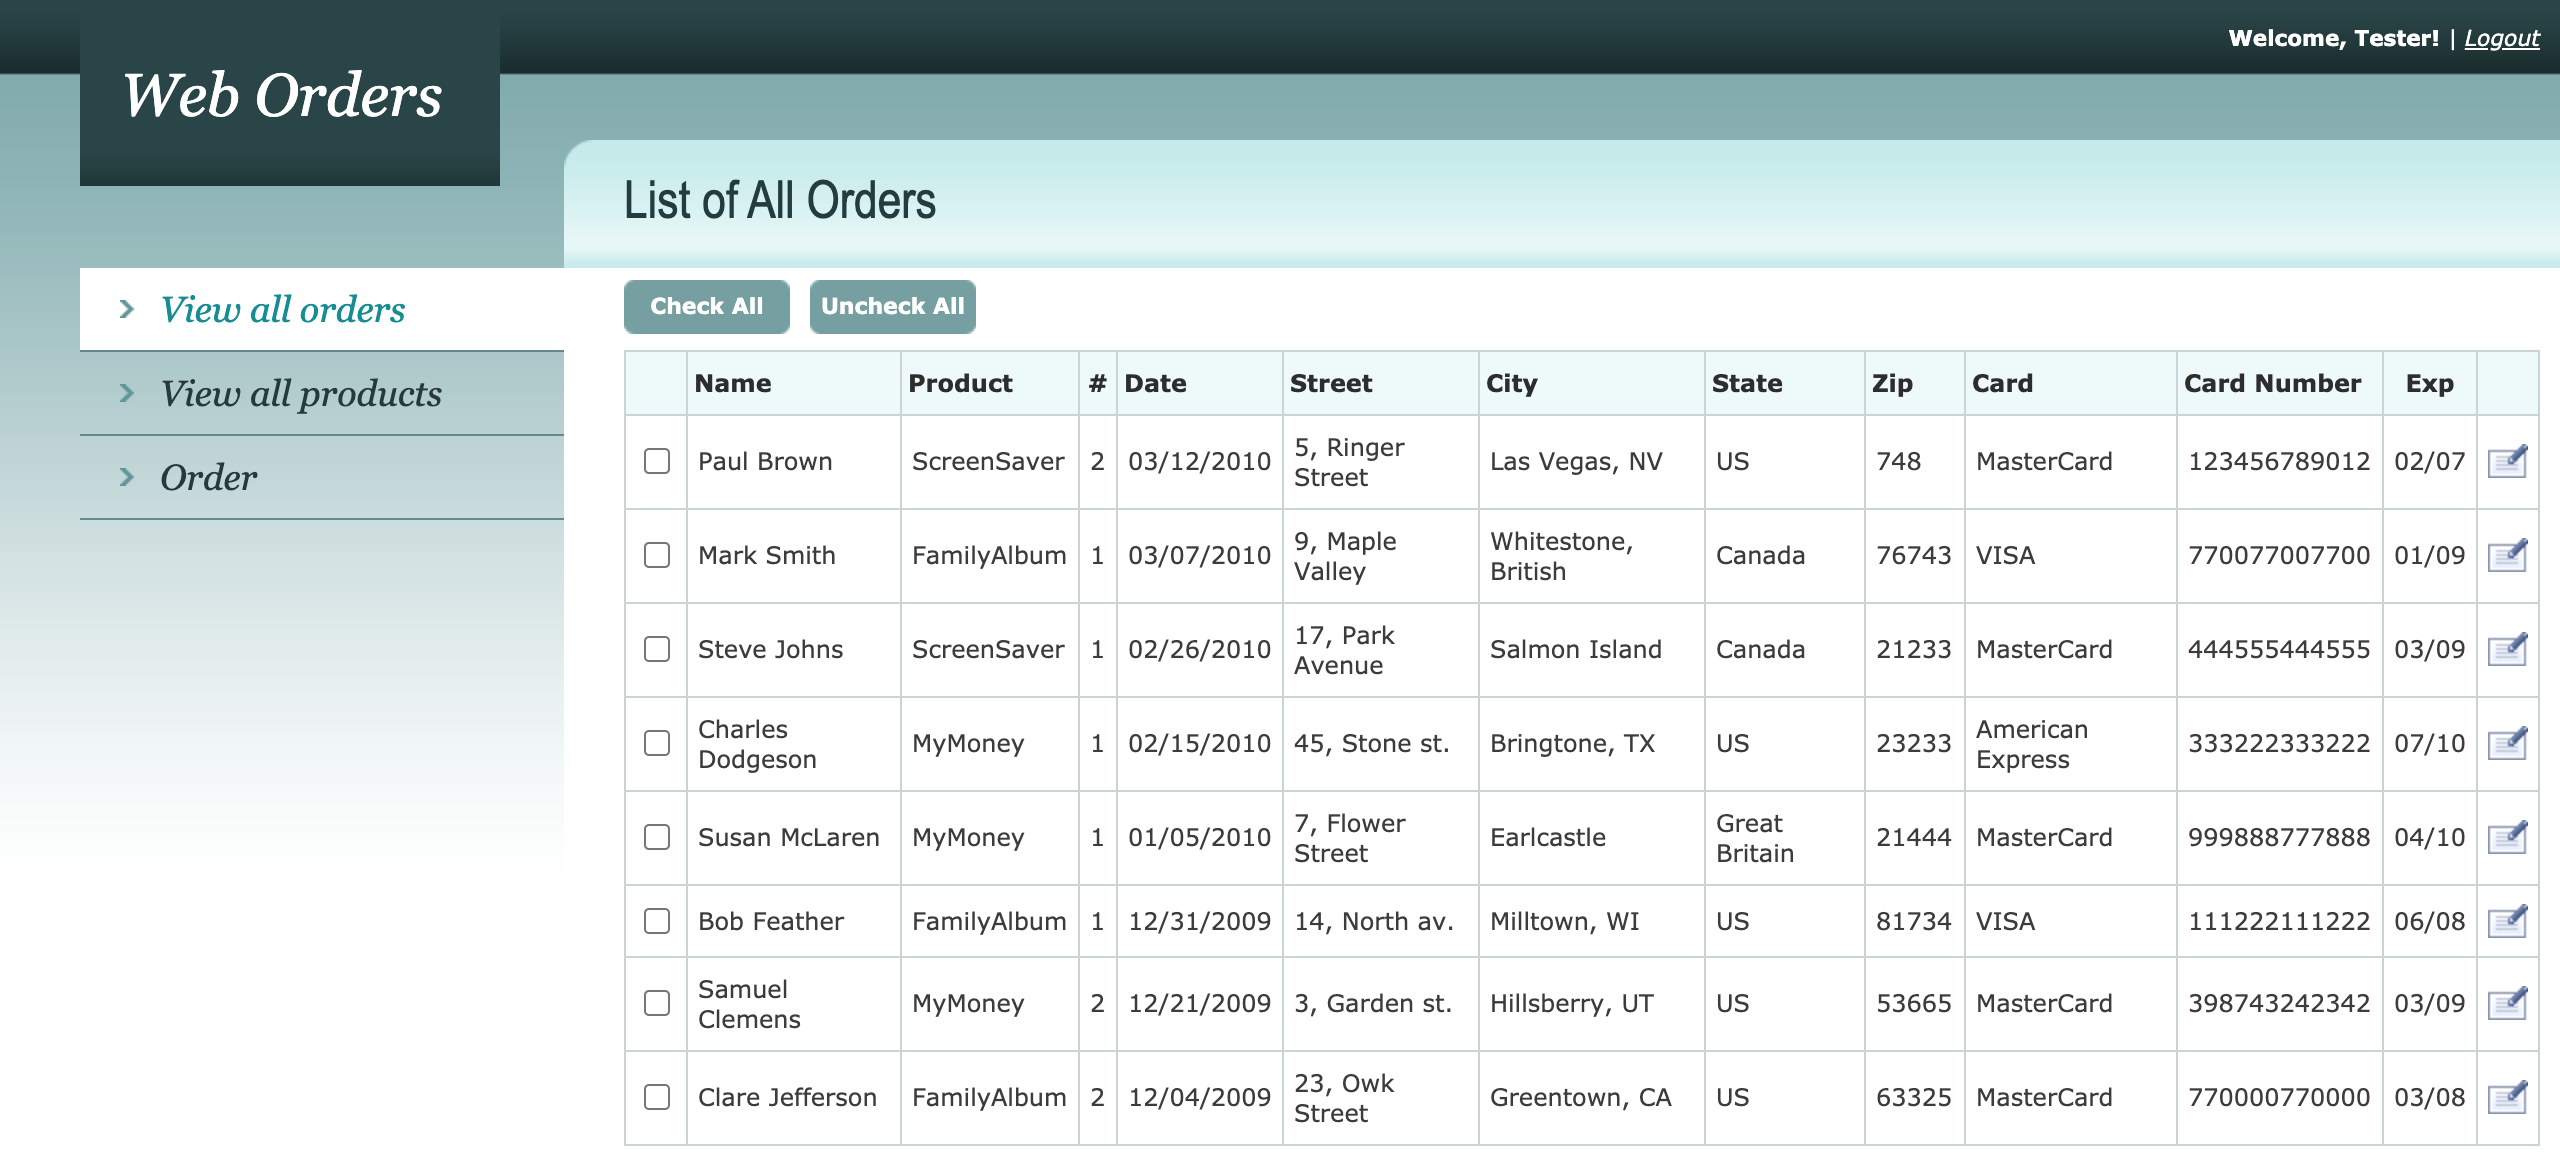 Welcome, Tester! | Logout
Web Orders
List of All Orders
View all orders
View all products
Order
Check All Uncheck All
Name Product # Date Street City State Zip Card Card Number Exp
Paul Brown ScreenSaver 2 03/12/2010 5, Ringer Street Las Vegas, NV US 748 MasterCard 123456789012 02/07
Mark Smith FamilyAlbum 1 03/07/2010 9, Maple Valley Whitestone, British Canada 76743 VISA 770077007700 01/09
Steve Johns ScreenSaver 1 02/26/2010 17, Park Avenue Salmon Island Canada 21233 MasterCard 444555444555 03/09
Charles Dodgeson MyMoney 1 02/15/2010 45, Stone st. Bringtone, TX US 23233 American Express 333222333222 07/10
Susan McLaren MyMoney 1 01/05/2010 7, Flower Street Earlcastle Great Britain 21444 MasterCard 999888777888 04/10
Bob Feather FamilyAlbum 1 12/31/2009 14, North av. Milltown, WI US 81734 VISA 111222111222 06/08
Samuel Clemens MyMoney 2 12/21/2009 3, Garden st. Hillsberry, UT US 53665 MasterCard 398743242342 03/09
Clare Jefferson FamilyAlbum 2 12/04/2009 23, Owk Street Greentown, CA US 63325 MasterCard 770000770000 03/08